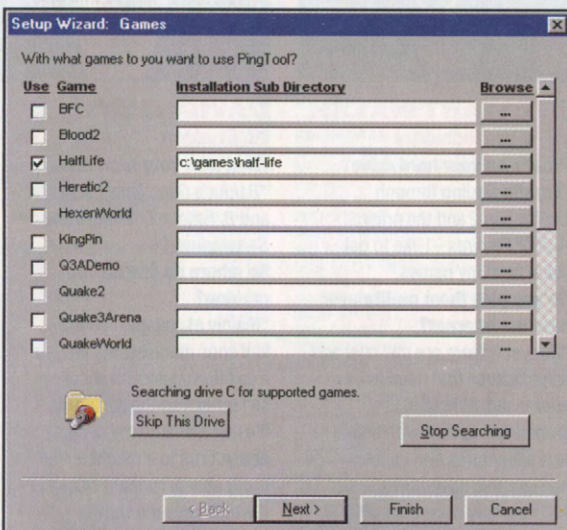 Setup Wizard: Games
With what games to you want to use PingTool?
Use Game Installation Sub Directory Browse
BFC ...
Blood2 ...
HalfLife c:\games\half-life ...
Heretic2 ...
HexenWorld ...
KingPin ...
Q3ADemo ...
Quake2 ...
Quake3Arena ...
QuakeWorld ...
Searching drive C for supported games.
Skip This Drive
Stop Searching
< Back Next > Finish Cancel